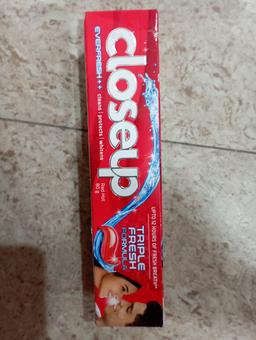 closeup
EVERFRESH++
cleans | protects | whitens
Red Hot
80 g
UPTO 12 HOURS OF FRESH BREATH**
TRIPLE
FRESH
FORMULA